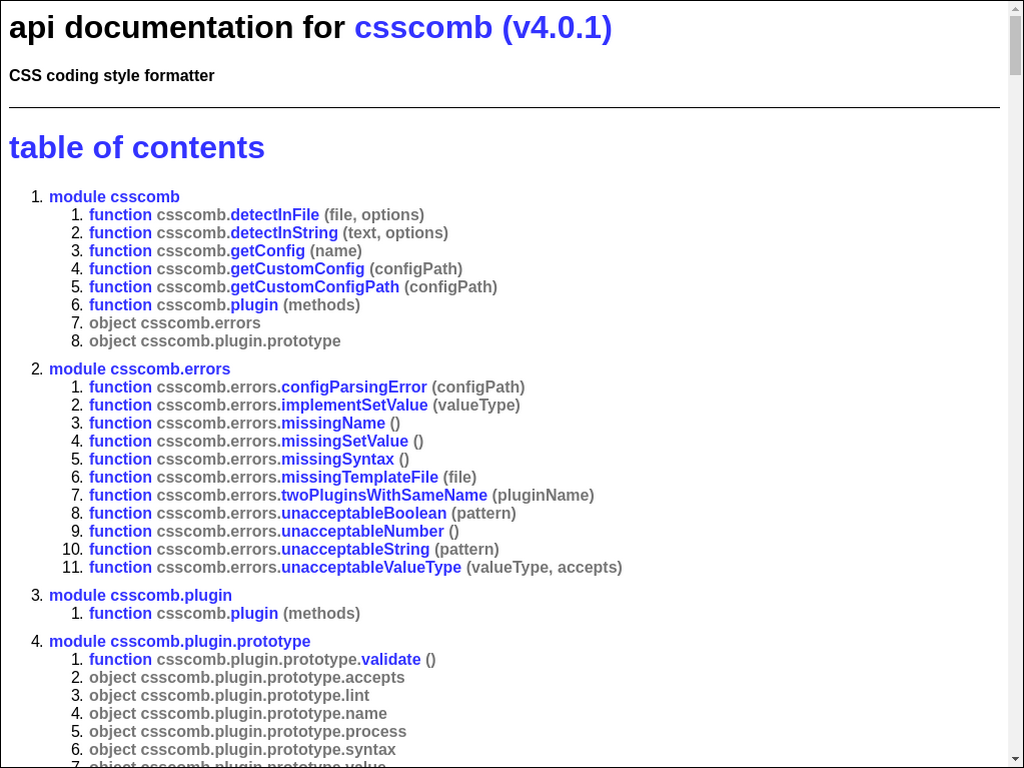 api documentation for csscomb (v4.0.1)
CSS coding style formatter
table of contents
1. module csscomb
1. function csscomb.detectInFile (file, options)
2. function csscomb.detectInString (text, options)
3. function csscomb.getConfig (name)
4. function csscomb.getCustomConfig (configPath)
5. function csscomb.getCustomConfigPath (configPath)
6. function csscomb.plugin (methods)
7. object csscomb.errors
8. object csscomb.plugin.prototype
2. module csscomb.errors
1. function csscomb.errors.configParsingError (configPath)
2. function csscomb.errors.implementSetValue (valueType)
3. function csscomb.errors.missingName ()
4. function csscomb.errors.missingSetValue ()
5. function csscomb.errors.missingSyntax ()
6. function csscomb.errors.missingTemplateFile (file)
7. function csscomb.errors.twoPluginsWithSameName (pluginName)
8. function csscomb.errors.unacceptableBoolean (pattern)
9. function csscomb.errors.unacceptableNumber ()
10. function csscomb.errors.unacceptableString (pattern)
11. function csscomb.errors.unacceptableValueType (valueType, accepts)
3. module csscomb.plugin
1. function csscomb.plugin (methods)
4. module csscomb.plugin.prototype
1. function csscomb.plugin.prototype.validate ()
2. object csscomb.plugin.prototype.accepts
3. object csscomb.plugin.prototype.lint
4. object csscomb.plugin.prototype.name
5. object csscomb.plugin.prototype.process
6. object csscomb.plugin.prototype.syntax
7. object csscomb.plugin.prototype.value